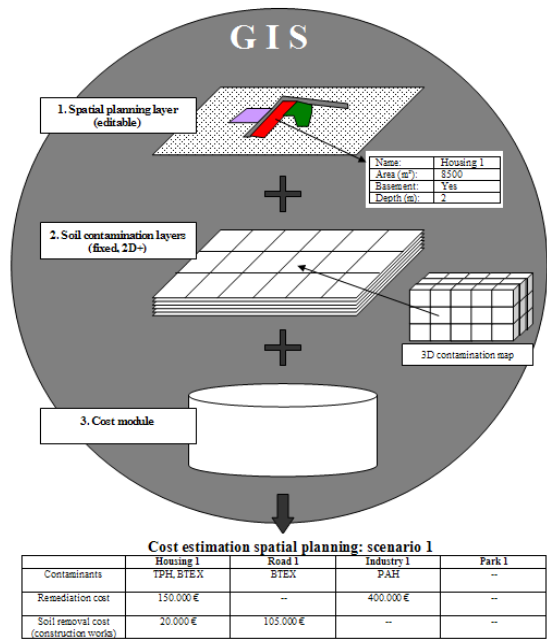 G I S
1. Spatial planning layer
(editable)
Name: Housing 1
Area (m²): 8500
Basement: Yes
Depth (m): 2
2. Soil contamination layers
(fixed, 2D+)
3D contamination map
3. Cost module
Cost estimation spatial planning: scenario 1
Housing 1 Road 1 Industry 1 Park 1
Contaminants TPH, BTEX BTEX PAH --
Remediation cost 150.000 € -- 400.000 € --
Soil removal cost 20.000 € 105.000 € -- --
(construction works)